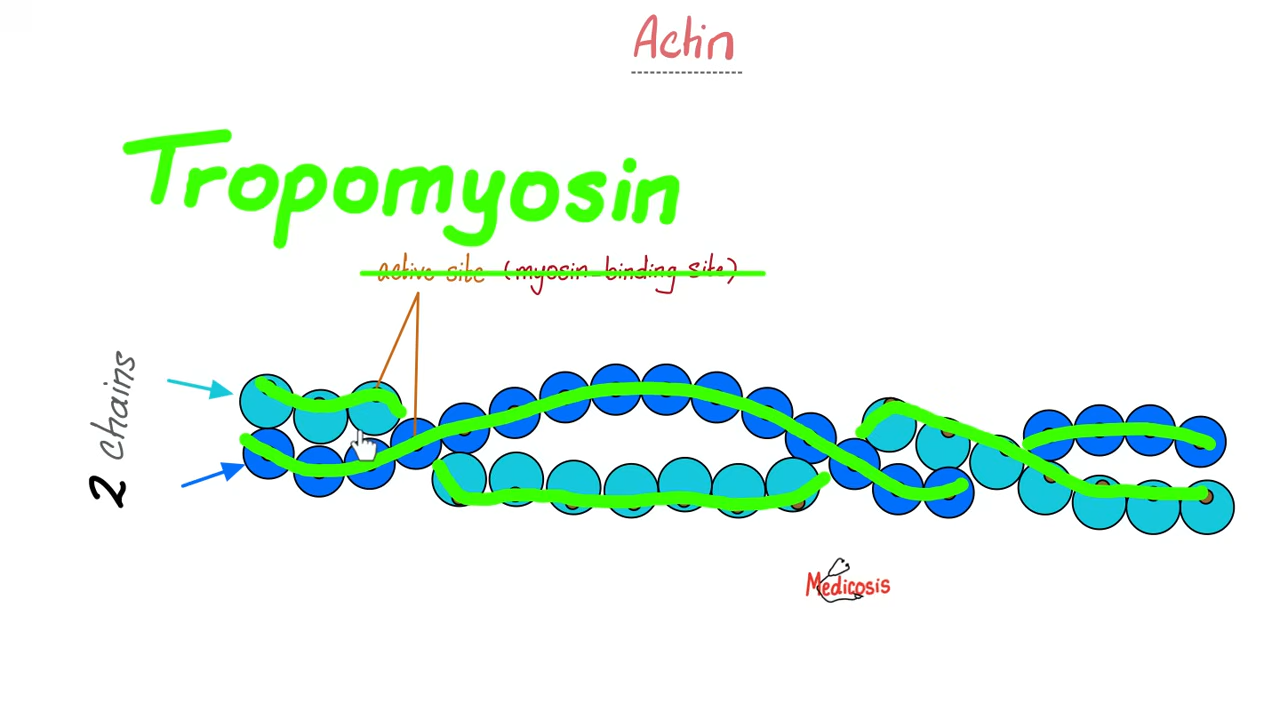 Actin
Tropomyosin
active site (myosin-binding site)
2 chains
Medicosis